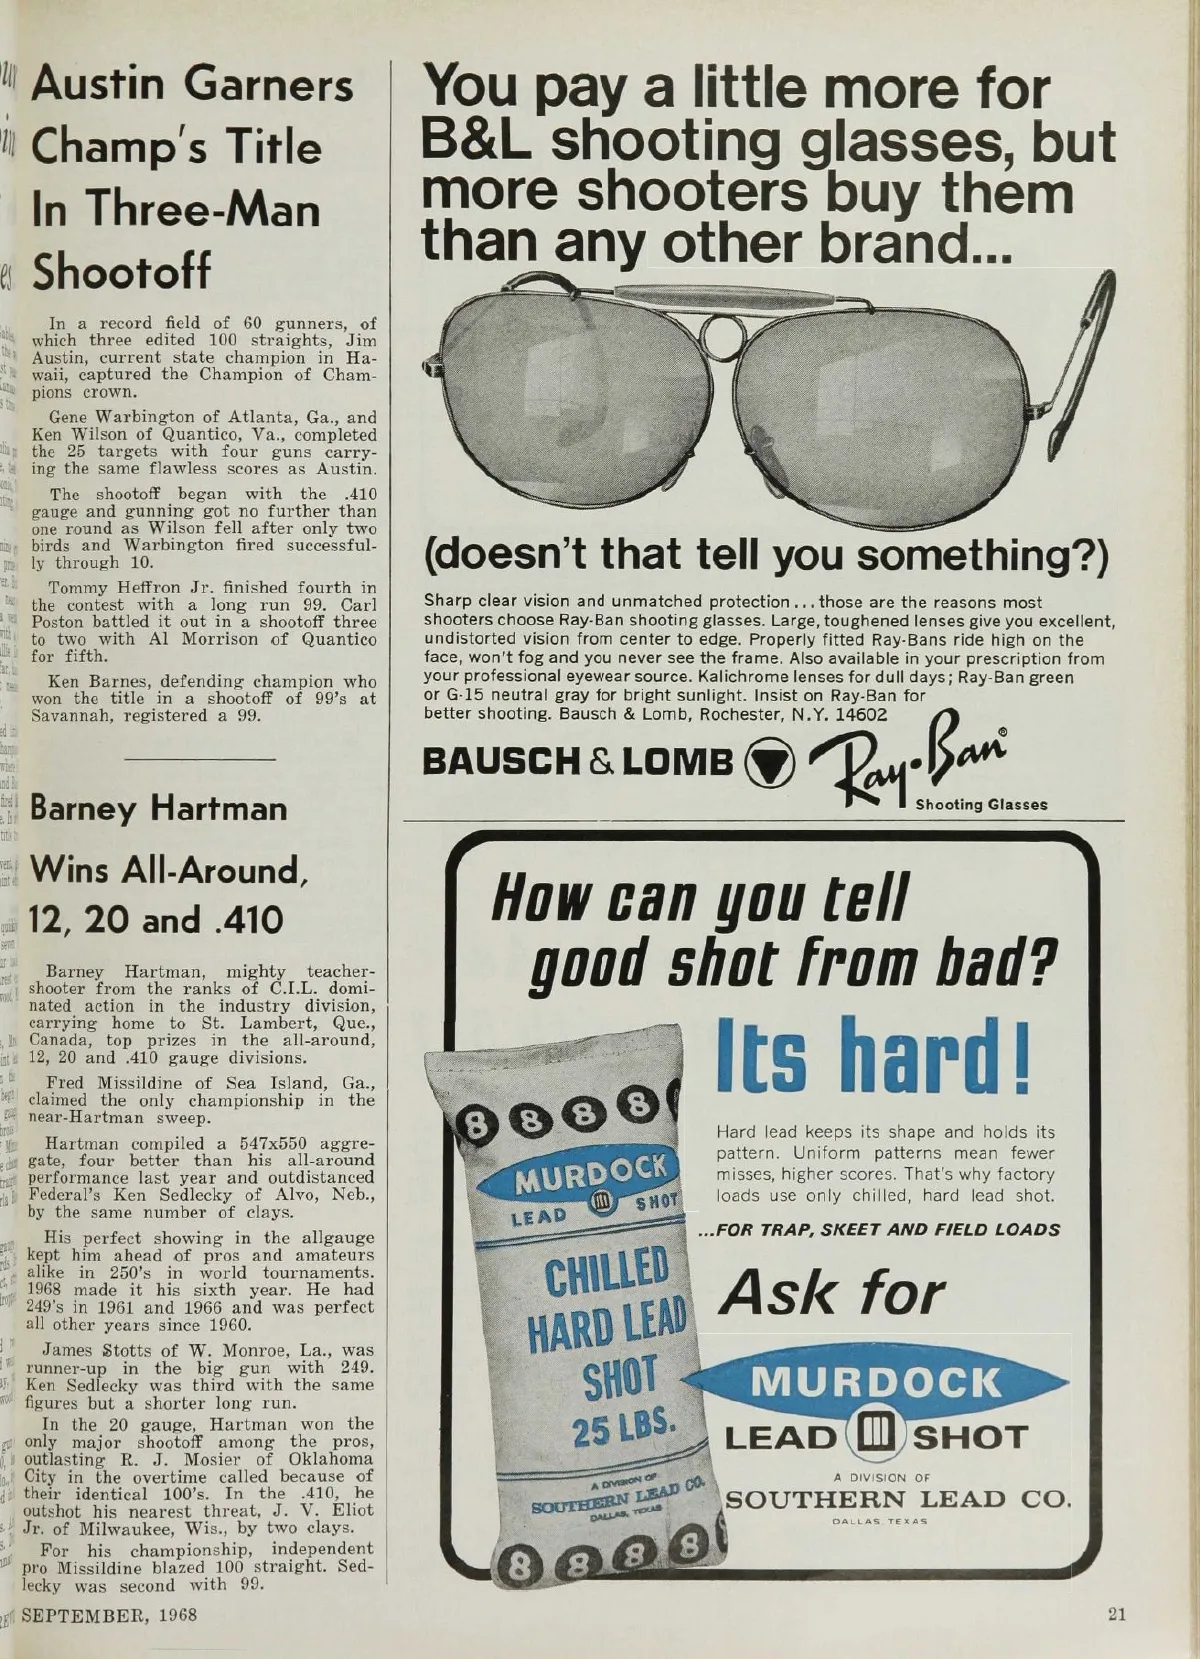 Austin Garners
Champ's Title
In Three-Man
Shootoff
In a record field of 60 gunners, of
which three edited 100 straights, Jim
Austin, current state champion in Ha-
waii, captured the Champion of Cham-
pions crown.
Gene Warbington of Atlanta, Ga., and
Ken Wilson of Quantico, Va., completed
the 25 targets with four guns carry-
ing the same flawless scores as Austin.
The shootoff began with the .410
gauge and gunning got no further than
one round as Wilson fell after only two
birds and Warbington fired successful-
ly through 10.
Tommy Heffron Jr. finished fourth in
the contest with a long run 99. Carl
Poston battled it out in a shootoff three
to two with Al Morrison of Quantico
for fifth.
Ken Barnes, defending champion who
won the title in a shootoff of 99's at
Savannah, registered a 99.
Barney Hartman
Wins All-Around,
12, 20 and .410
Barney Hartman, mighty teacher-
shooter from the ranks of C.I.L. domi-
nated action in the industry division,
carrying home to St. Lambert, Que.,
Canada, top prizes in the all-around,
12, 20 and .410 gauge divisions.
Fred Missildine of Sea Island, Ga.,
claimed the only championship in the
near-Hartman sweep.
Hartman compiled a 547x550 aggre-
gate, four better than his all-around
performance last year and outdistanced
Federal's Ken Sedlecky of Alvo, Neb.,
by the same number of clays.
His perfect showing in the allgauge
kept him ahead of pros and amateurs
alike in 250's in world tournaments.
1968 made it his sixth year. He had
249's in 1961 and 1966 and was perfect
all other years since 1960.
James Stotts of W. Monroe, La., was
runner-up in the big gun with 249.
Ken Sedlecky was third with the same
figures but a shorter long run.
In the 20 gauge, Hartman won the
only major shootoff among the pros,
outlasting R. J. Mosier of Oklahoma
City in the overtime called because of
their identical 100's. In the .410, he
outshot his nearest threat, J. V. Eliot
Jr. of Milwaukee, Wis., by two clays.
For his championship, independent
pro Missildine blazed 100 straight. Sed-
lecky was second with 99.
SEPTEMBER, 1968
You pay a little more for
B&L shooting glasses, but
more shooters buy them
than any other brand...
(doesn't that tell you something?)
Sharp clear vision and unmatched protection...those are the reasons most
shooters choose Ray-Ban shooting glasses. Large, toughened lenses give you excellent,
undistorted vision from center to edge. Properly fitted Ray-Bans ride high on the
face, won't fog and you never see the frame. Also available in your prescription from
your professional eyewear source. Kalichrome lenses for dull days; Ray-Ban green
or G-15 neutral gray for bright sunlight. Insist on Ray-Ban for
better shooting. Bausch & Lomb, Rochester, N.Y. 14602
BAUSCH & LOMB
Ray-Ban®
Shooting Glasses
How can you tell
good shot from bad?
Its hard!
Hard lead keeps its shape and holds its
pattern. Uniform patterns mean fewer
misses, higher scores. That's why factory
loads use only chilled, hard lead shot.
...FOR TRAP, SKEET AND FIELD LOADS
Ask for
MURDOCK
LEAD SHOT
A DIVISION OF
SOUTHERN LEAD CO.
DALLAS, TEXAS
8 8 8 8
MURDOCK
LEAD SHOT
CHILLED
HARD LEAD
SHOT
25 LBS.
A DIVISION OF
SOUTHERN LEAD CO.
DALLAS, TEXAS
8 8 8 8
21